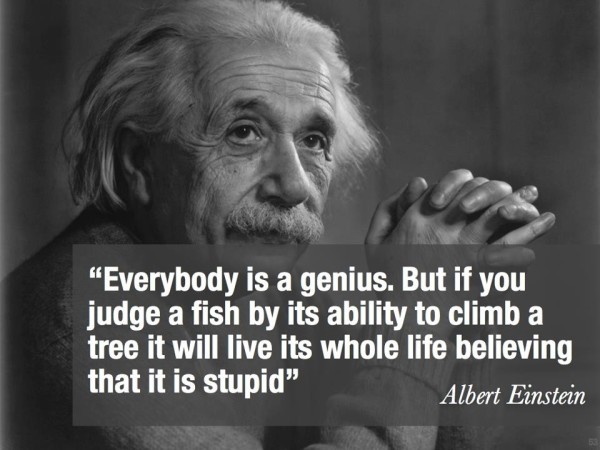 “Everybody is a genius. But if you
judge a fish by its ability to climb a
tree it will live its whole life believing
that it is stupid”
Albert Einstein
53